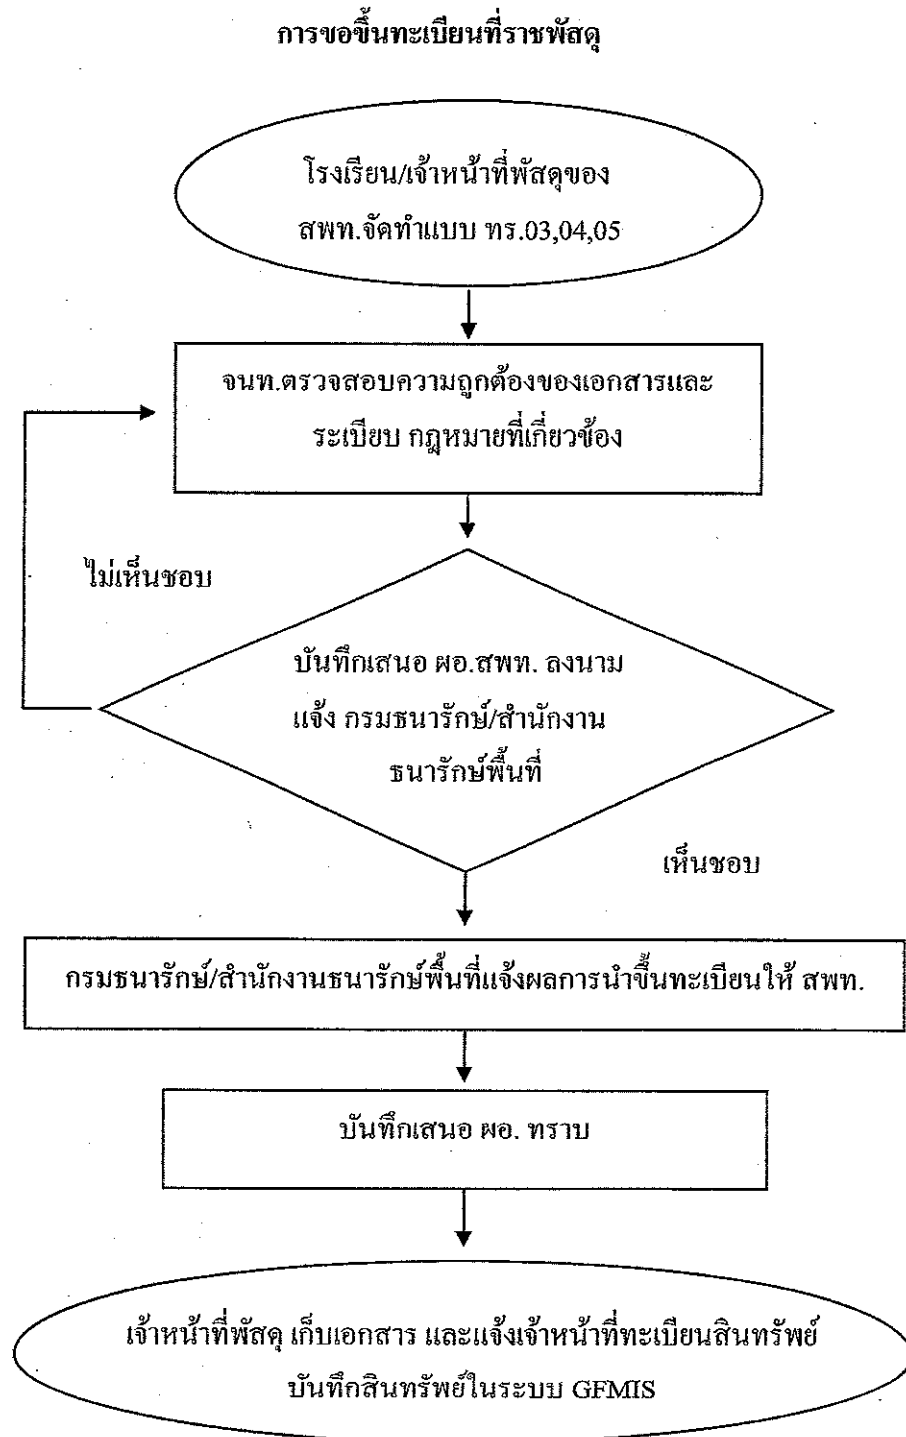 การขอขึ้นทะเบียนที่ราชพัสดุ
โรงเรียน/เจ้าหน้าที่พัสดุของ
สพท.จัดทำแบบ ทร.03,04,05
จนท.ตรวจสอบความถูกต้องของเอกสารและ
ระเบียบ กฎหมายที่เกี่ยวข้อง
ไม่เห็นชอบ
บันทึกเสนอ ผอ.สพท. ลงนาม
แจ้ง กรมธนารักษ์/สำนักงาน
ธนารักษ์พื้นที่
เห็นชอบ
กรมธนารักษ์/สำนักงานธนารักษ์พื้นที่แจ้งผลการนำขึ้นทะเบียนให้ สพท.
บันทึกเสนอ ผอ. ทราบ
เจ้าหน้าที่พัสดุ เก็บเอกสาร และแจ้งเจ้าหน้าที่ทะเบียนสินทรัพย์
บันทึกสินทรัพย์ในระบบ GFMIS